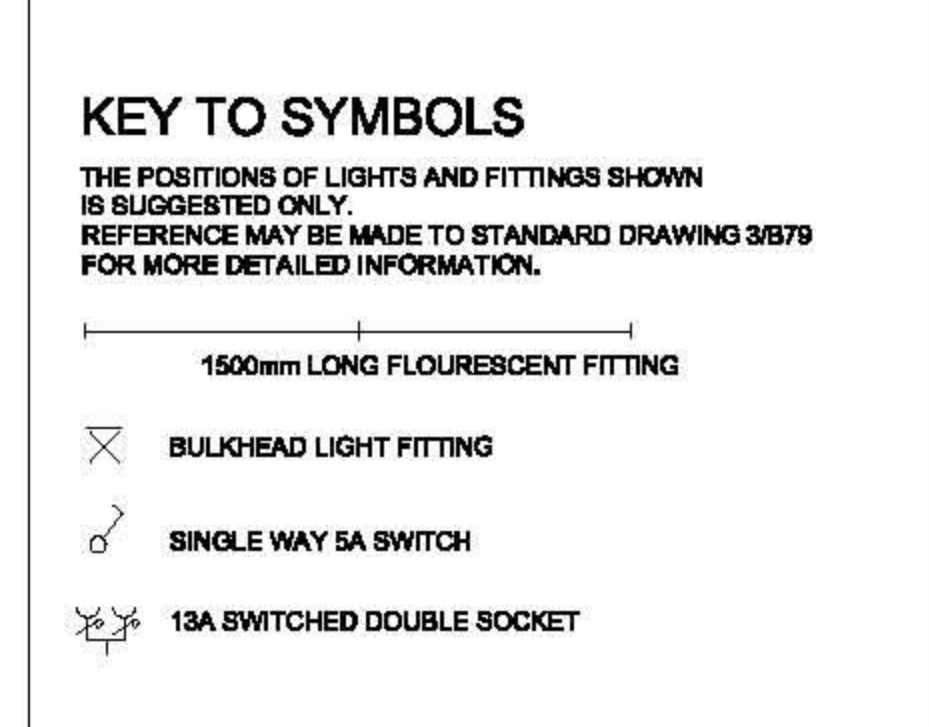 KEY TO SYMBOLS
THE POSITIONS OF LIGHTS AND FITTINGS SHOWN
IS SUGGESTED ONLY.
REFERENCE MAY BE MADE TO STANDARD DRAWING 3/B79
FOR MORE DETAILED INFORMATION.
1500mm LONG FLOURESCENT FITTING
BULKHEAD LIGHT FITTING
SINGLE WAY 5A SWITCH
13A SWITCHED DOUBLE SOCKET